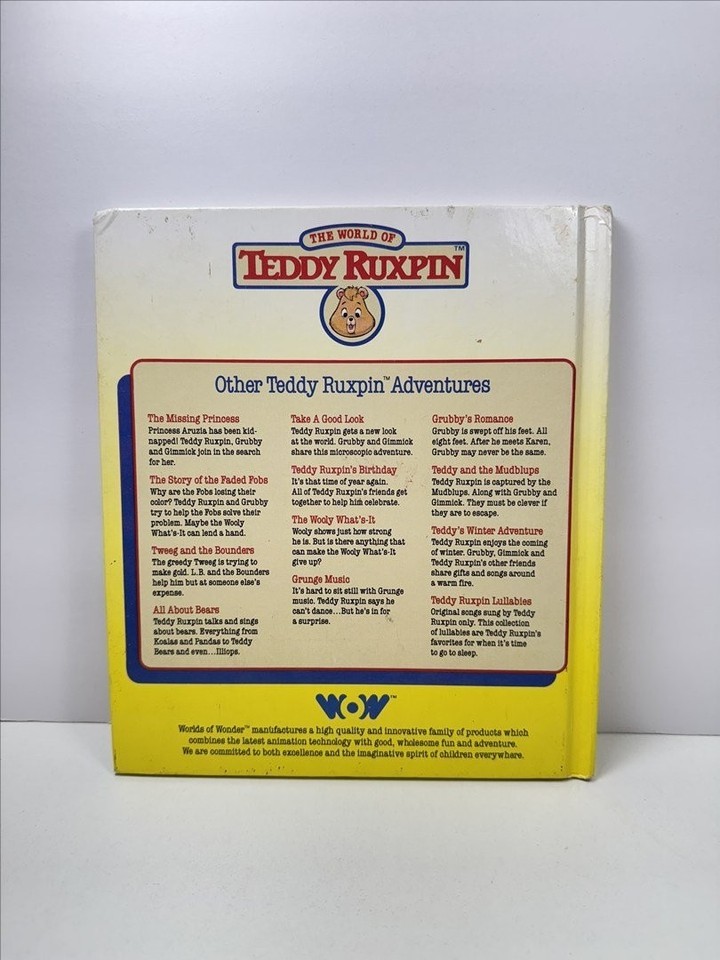 THE WORLD OF
TEDDY RUXPIN™
Other Teddy Ruxpin™ Adventures
The Missing Princess
Princess Aruzia has been kid-
napped! Teddy Ruxpin, Grubby
and Gimmick join in the search
for her.
The Story of the Faded Fobs
Why are the Fobs losing their
color? Teddy Ruxpin and Grubby
try to help the Fobs solve their
problem. Maybe the Wooly
What's-It can lend a hand.
Tweeg and the Bounders
The greedy Tweeg is trying to
make gold. L.B. and the Bounders
help him but at someone else's
expense.
All About Bears
Teddy Ruxpin talks and sings
about bears. Everything from
Koalas and Pandas to Teddy
Bears and even...Illiops.
Take A Good Look
Teddy Ruxpin gets a new look
at the world. Grubby and Gimmick
share this microscopic adventure.
Teddy Ruxpin's Birthday
It's that time of year again.
All of Teddy Ruxpin's friends get
together to help him celebrate.
The Wooly What's-It
Wooly shows just how strong
he is. But is there anything that
can make the Wooly What's-It
give up?
Grunge Music
It's hard to sit still with Grunge
music. Teddy Ruxpin says he
can't dance...But he's in for
a surprise.
Grubby's Romance
Grubby is swept off his feet. All
eight feet. After he meets Karen,
Grubby may never be the same.
Teddy and the Mudblups
Teddy Ruxpin is captured by the
Mudblups. Along with Grubby and
Gimmick. They must be clever if
they are to escape.
Teddy's Winter Adventure
Teddy Ruxpin enjoys the coming
of winter. Grubby, Gimmick and
Teddy Ruxpin's other friends
share gifts and songs around
a warm fire.
Teddy Ruxpin Lullabies
Original songs sung by Teddy
Ruxpin only. This collection
of lullabies are Teddy Ruxpin's
favorites for when it's time
to go to sleep.
WOW™
Worlds of Wonder™ manufactures a high quality and innovative family of products which
combines the latest animation technology with good, wholesome fun and adventure.
We are committed to both excellence and the imaginative spirit of children everywhere.